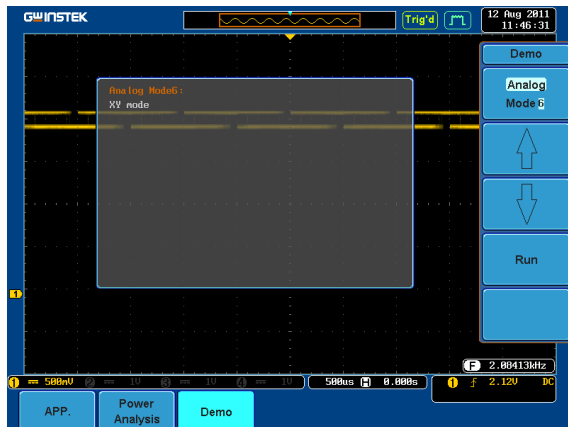 GWINSTEK
Trig'd
12 Aug 2011
11:46:31
Demo
Analog
Mode 6
Analog Mode6:
XY mode
Run
1
F 2.08413kHz
1 500mV 2 1V 3 1V 4 1V
500us H 0.000s
1 2.12V DC
APP.
Power
Analysis
Demo